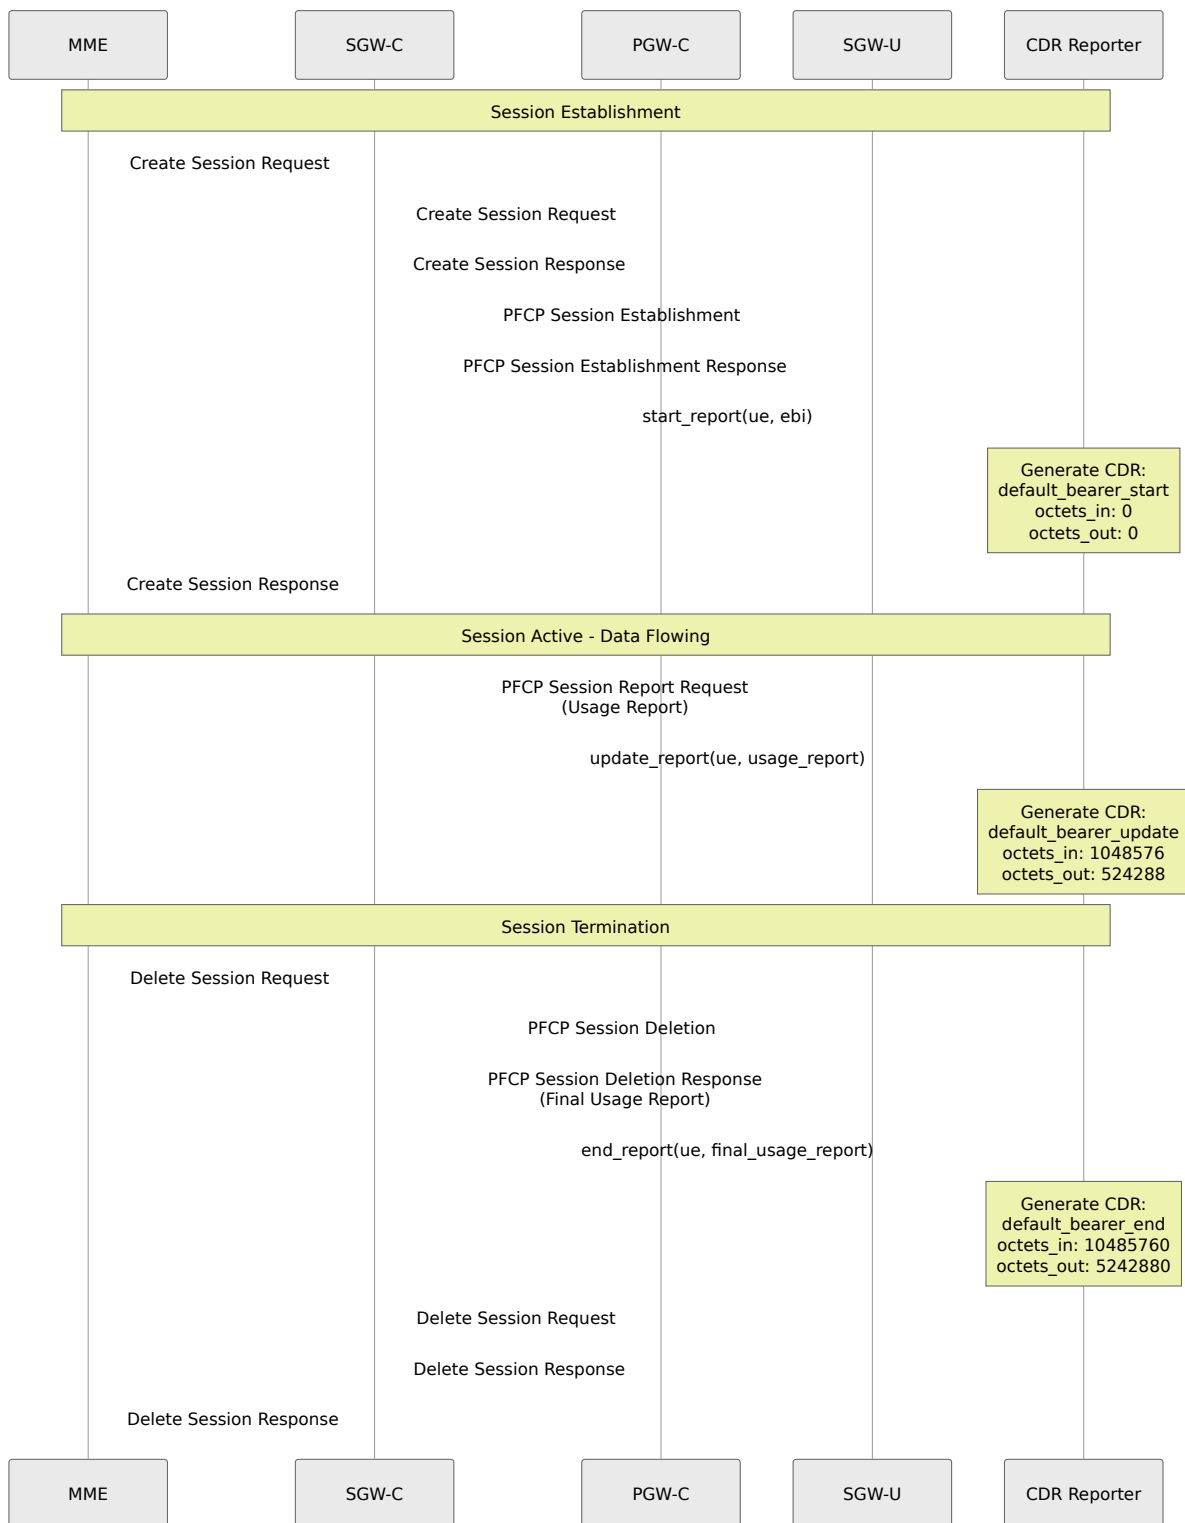 MME
SGW-C
PGW-C
SGW-U
CDR Reporter
Session Establishment
Create Session Request
Create Session Request
Create Session Response
PFCP Session Establishment
PFCP Session Establishment Response
start_report(ue, ebi)
Generate CDR:
default_bearer_start
octets_in: 0
octets_out: 0
Create Session Response
Session Active - Data Flowing
PFCP Session Report Request
(Usage Report)
update_report(ue, usage_report)
Generate CDR:
default_bearer_update
octets_in: 1048576
octets_out: 524288
Session Termination
Delete Session Request
PFCP Session Deletion
PFCP Session Deletion Response
(Final Usage Report)
end_report(ue, final_usage_report)
Generate CDR:
default_bearer_end
octets_in: 10485760
octets_out: 5242880
Delete Session Request
Delete Session Response
Delete Session Response
MME
SGW-C
PGW-C
SGW-U
CDR Reporter